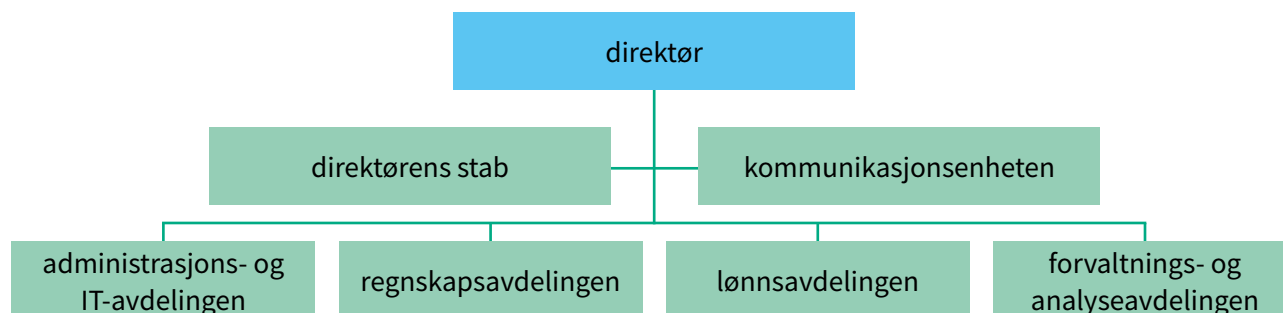 direktør
direktørens stab
kommunikasjonsenheten
administrasjons- og
IT-avdelingen
regnskapsavdelingen
lønnsavdelingen
forvaltnings- og
analyseavdelingen